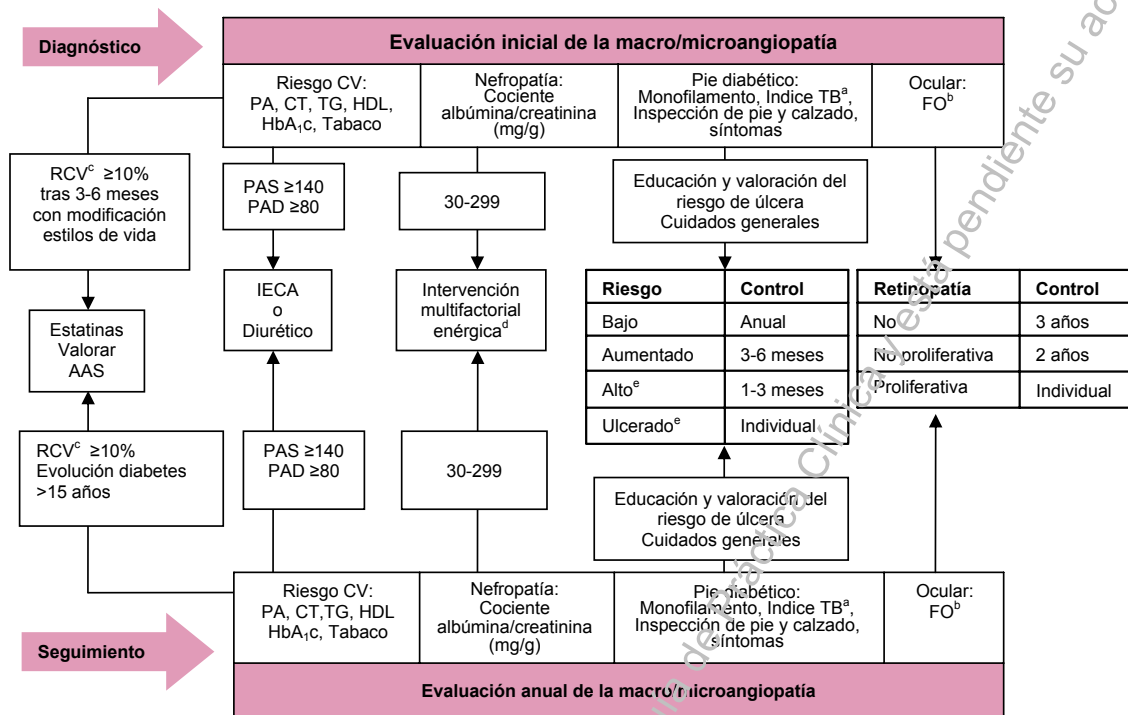 Diagnóstico
Evaluación inicial de la macro/microangiopatía
Riesgo CV:
PA, CT, TG, HDL,
HbA1c, Tabaco
Nefropatía:
Cociente
albúmina/creatinina
(mg/g)
Pie diabético:
Monofilamento, Indice TBᵃ,
Inspección de pie y calzado,
síntomas
Ocular:
FOᵇ
RCVᶜ ≥10%
tras 3-6 meses
con modificación
estilos de vida
PAS ≥140
PAD ≥80
30-299
Educación y valoración del
riesgo de úlcera
Cuidados generales
Estatinas
Valorar
AAS
IECA
o
Diurético
Intervención
multifactorial
enérgicaᵈ
Riesgo Control
Bajo Anual
Aumentado 3-6 meses
Altoᵉ 1-3 meses
Ulceradoᵉ Individual
Retinopatía Control
No 3 años
No proliferativa 2 años
Proliferativa Individual
RCVᶜ ≥10%
Evolución diabetes
>15 años
PAS ≥140
PAD ≥80
30-299
Educación y valoración del
riesgo de úlcera
Cuidados generales
Seguimiento
Riesgo CV:
PA, CT,TG, HDL
HbA1c, Tabaco
Nefropatía:
Cociente
albúmina/creatinina
(mg/g)
Pie diabético:
Monofilamento, Indice TBᵃ,
Inspección de pie y calzado,
síntomas
Ocular:
FOᵇ
Evaluación anual de la macro/microangiopatía
de Práctica Clínica y está pendiente su